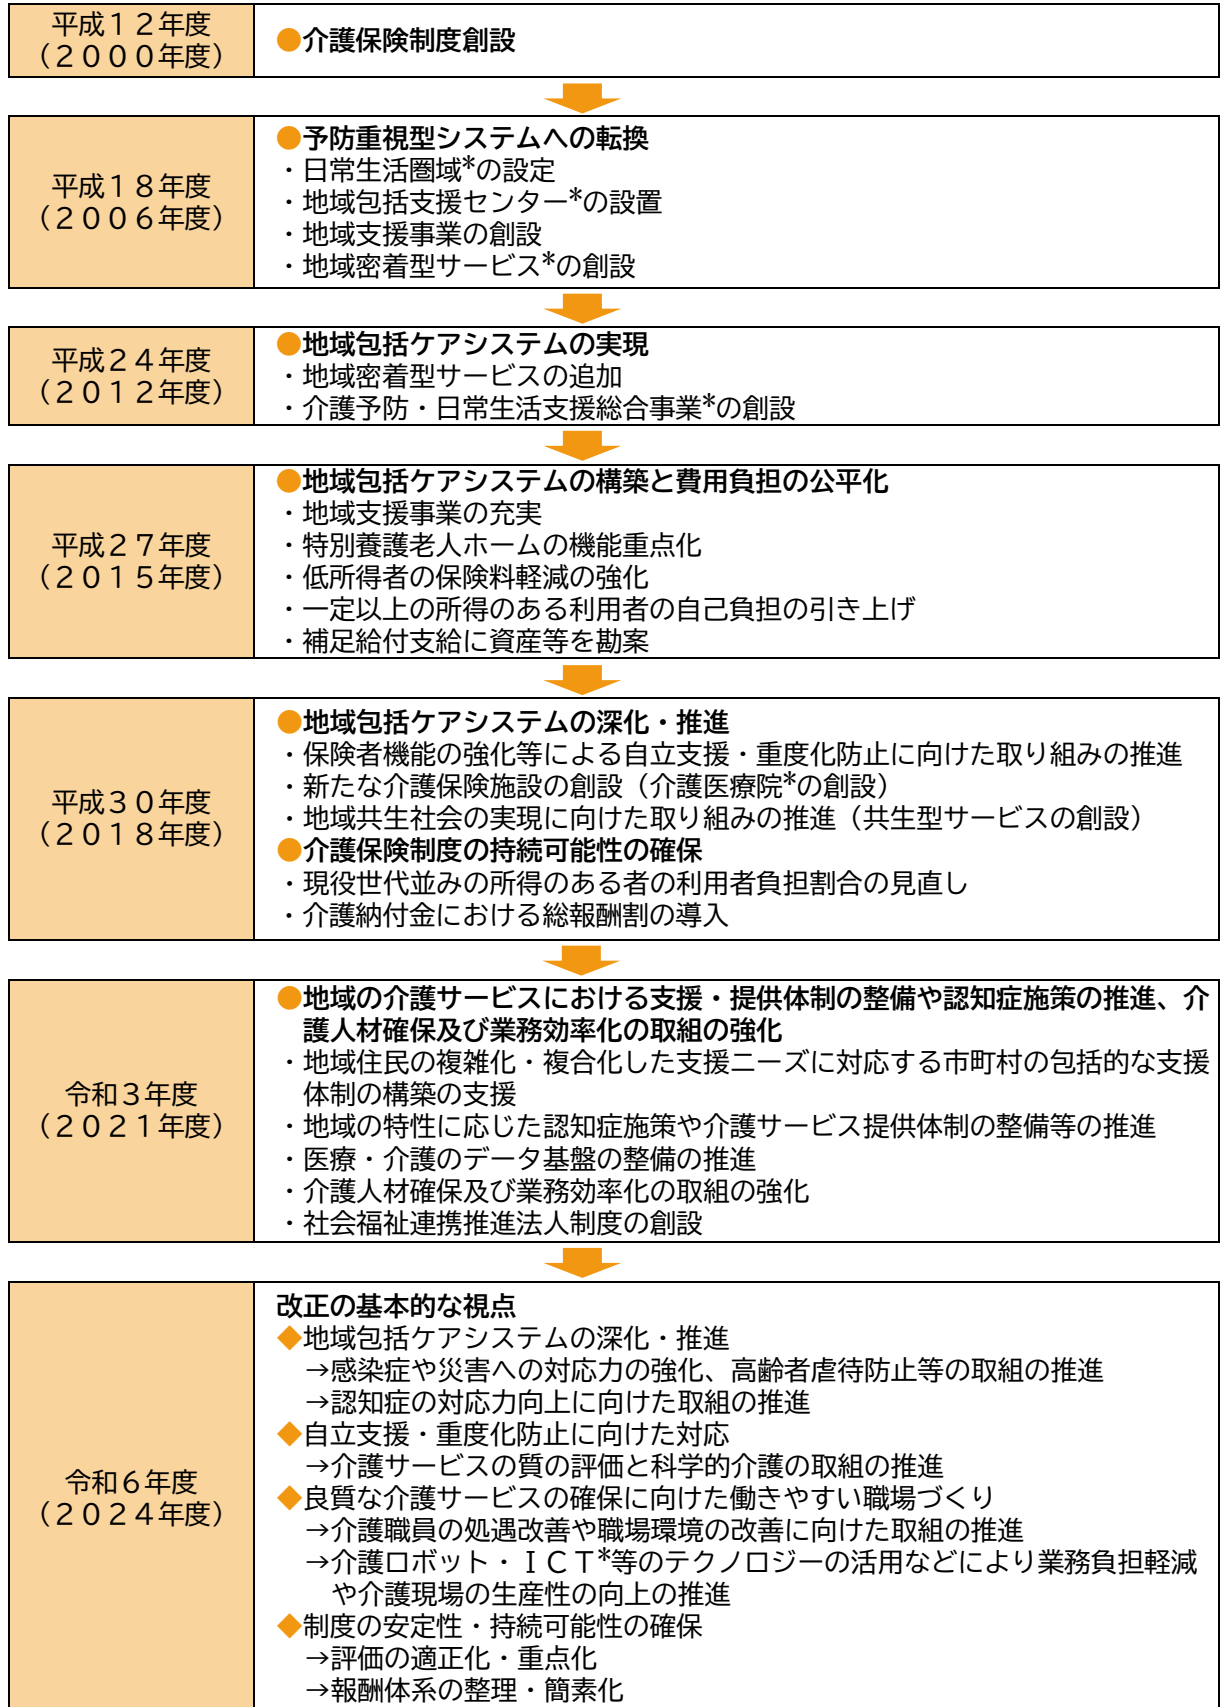 平成１２年度
（２０００年度）
●介護保険制度創設
平成１８年度
（２００６年度）
●予防重視型システムへの転換
・日常生活圏域*の設定
・地域包括支援センター*の設置
・地域支援事業の創設
・地域密着型サービス*の創設
平成２４年度
（２０１２年度）
●地域包括ケアシステムの実現
・地域密着型サービスの追加
・介護予防・日常生活支援総合事業*の創設
平成２７年度
（２０１５年度）
●地域包括ケアシステムの構築と費用負担の公平化
・地域支援事業の充実
・特別養護老人ホームの機能重点化
・低所得者の保険料軽減の強化
・一定以上の所得のある利用者の自己負担の引き上げ
・補足給付支給に資産等を勘案
平成３０年度
（２０１８年度）
●地域包括ケアシステムの深化・推進
・保険者機能の強化等による自立支援・重度化防止に向けた取り組みの推進
・新たな介護保険施設の創設（介護医療院*の創設）
・地域共生社会の実現に向けた取り組みの推進（共生型サービスの創設）
●介護保険制度の持続可能性の確保
・現役世代並みの所得のある者の利用者負担割合の見直し
・介護納付金における総報酬割の導入
令和３年度
（２０２１年度）
●地域の介護サービスにおける支援・提供体制の整備や認知症施策の推進、介
護人材確保及び業務効率化の取組の強化
・地域住民の複雑化・複合化した支援ニーズに対応する市町村の包括的な支援
体制の構築の支援
・地域の特性に応じた認知症施策や介護サービス提供体制の整備等の推進
・医療・介護のデータ基盤の整備の推進
・介護人材確保及び業務効率化の取組の強化
・社会福祉連携推進法人制度の創設
令和６年度
（２０２４年度）
改正の基本的な視点
◆地域包括ケアシステムの深化・推進
→感染症や災害への対応力の強化、高齢者虐待防止等の取組の推進
→認知症の対応力向上に向けた取組の推進
◆自立支援・重度化防止に向けた対応
→介護サービスの質の評価と科学的介護の取組の推進
◆良質な介護サービスの確保に向けた働きやすい職場づくり
→介護職員の処遇改善や職場環境の改善に向けた取組の推進
→介護ロボット・ＩＣＴ*等のテクノロジーの活用などにより業務負担軽減
や介護現場の生産性の向上の推進
◆制度の安定性・持続可能性の確保
→評価の適正化・重点化
→報酬体系の整理・簡素化